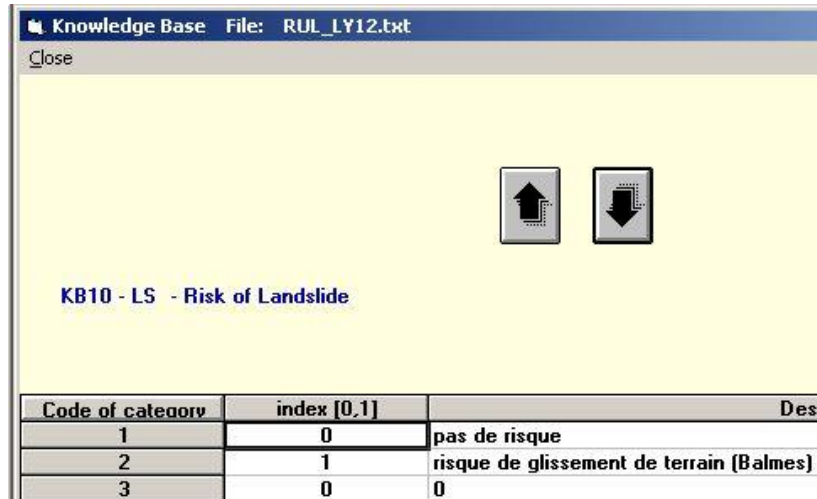 Knowledge Base File: RUL_LY12.txt
Close
KB10 - LS - Risk of Landslide
Code of category index [0,1] Des
1 0 pas de risque
2 1 risque de glissement de terrain (Balmes)
3 0 0